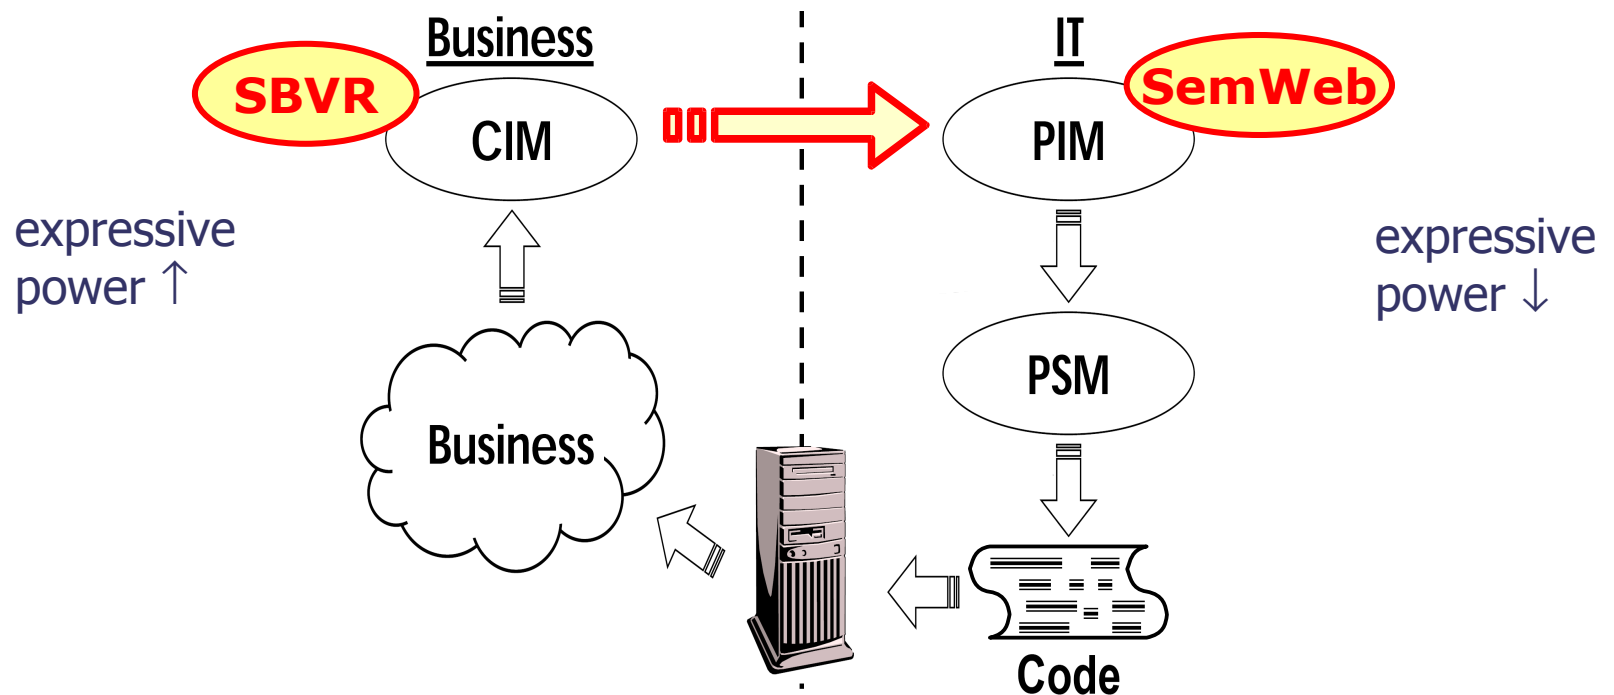 Business
IT
SBVR
SemWeb
CIM
PIM
expressive
power ↑
expressive
power ↓
PSM
Business
Code